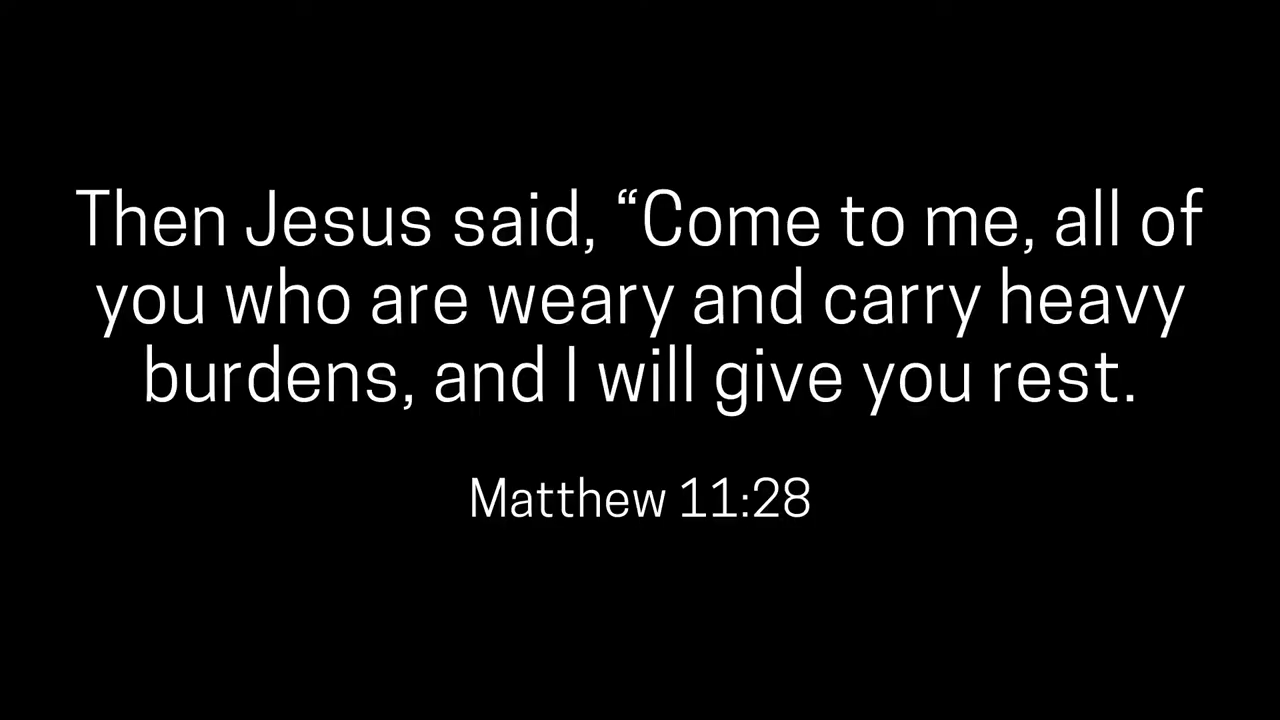 Then Jesus said, “Come to me, all of
you who are weary and carry heavy
burdens, and I will give you rest.
Matthew 11:28